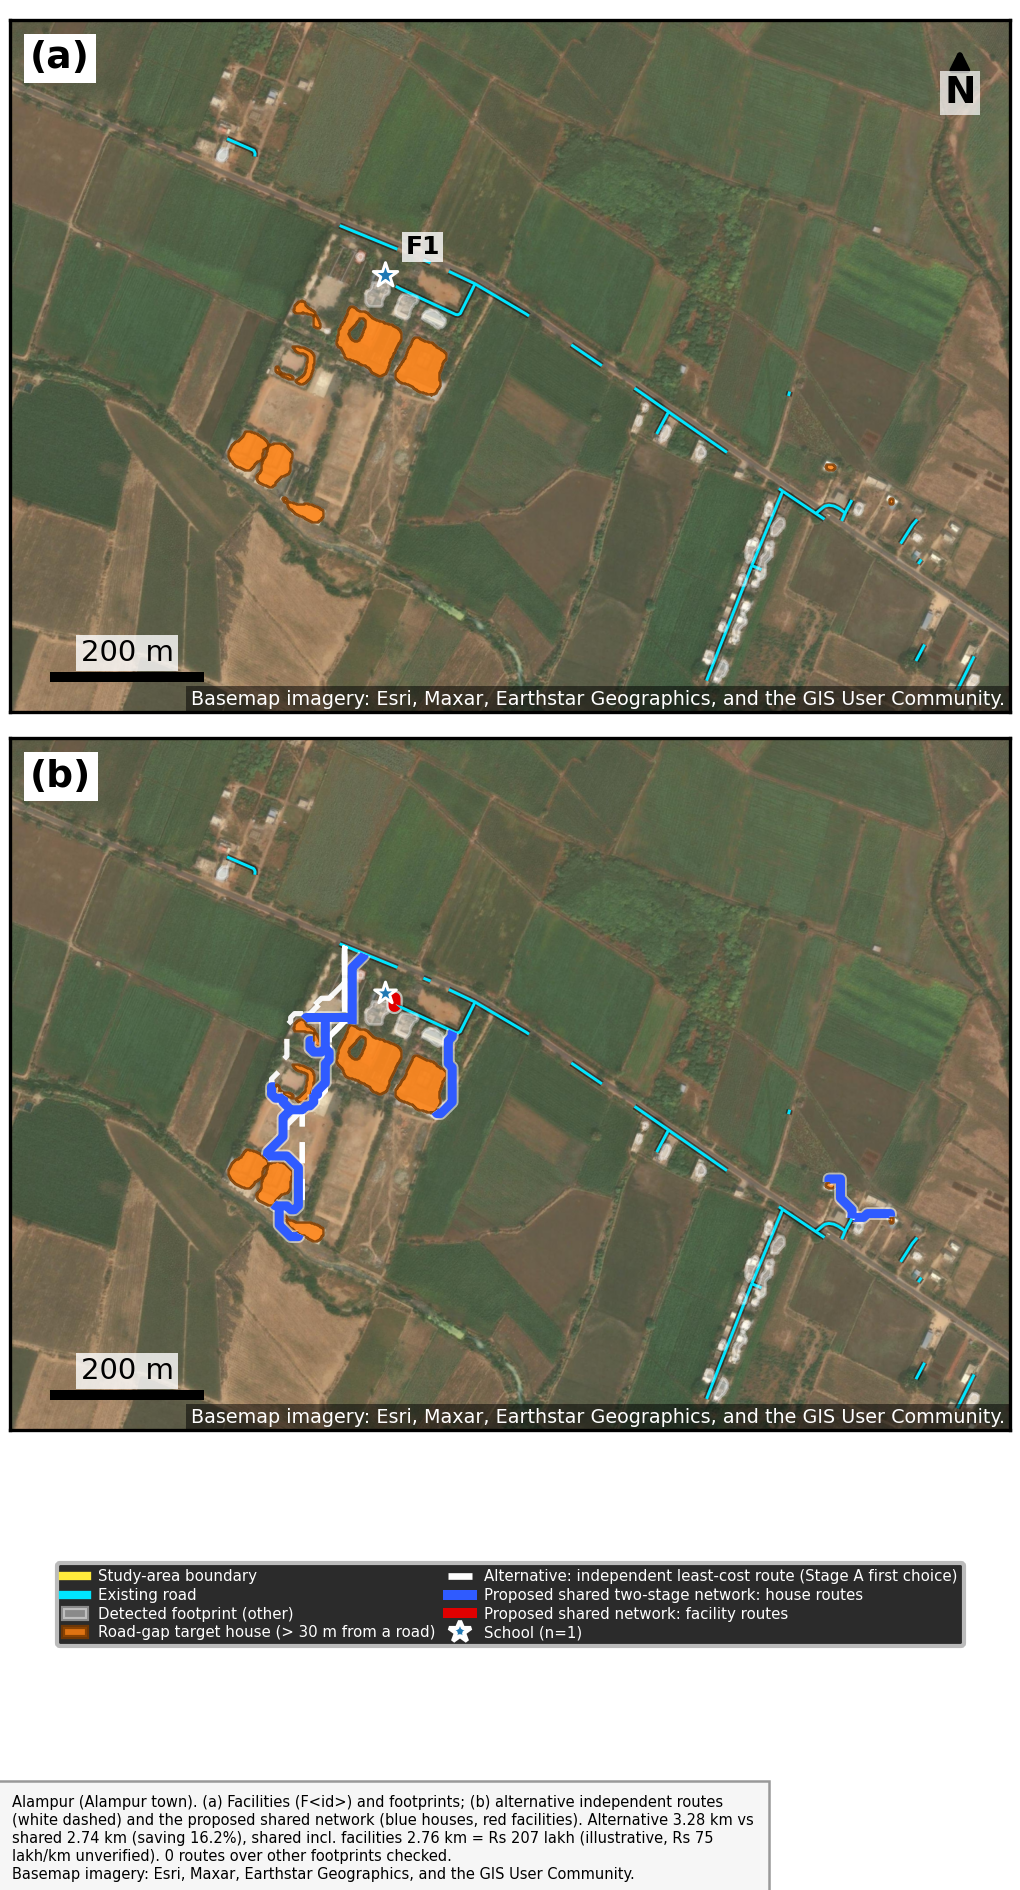 (a)
N
F1
200 m
Basemap imagery: Esri, Maxar, Earthstar Geographics, and the GIS User Community.
(b)
200 m
Basemap imagery: Esri, Maxar, Earthstar Geographics, and the GIS User Community.
Study-area boundary
Existing road
Detected footprint (other)
Road-gap target house (> 30 m from a road)
Alternative: independent least-cost route (Stage A first choice)
Proposed shared two-stage network: house routes
Proposed shared network: facility routes
School (n=1)
Alampur (Alampur town). (a) Facilities (F<id>) and footprints; (b) alternative independent routes
(white dashed) and the proposed shared network (blue houses, red facilities). Alternative 3.28 km vs
shared 2.74 km (saving 16.2%), shared incl. facilities 2.76 km = Rs 207 lakh (illustrative, Rs 75
lakh/km unverified). 0 routes over other footprints checked.
Basemap imagery: Esri, Maxar, Earthstar Geographics, and the GIS User Community.